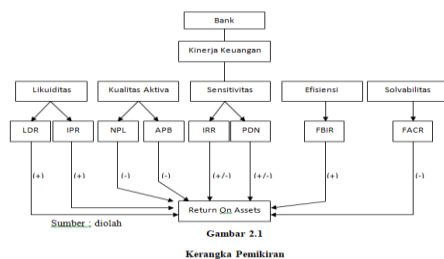 Bank
Kinerja Keuangan
Likuiditas
Kualitas Aktiva
Sensitivitas
Efisiensi
Solvabilitas
LDR
IPR
NPL
APB
IRR
PDN
FBIR
FACR
(+)
(+)
(-)
(-)
(+/-)
(+/-)
(+)
(-)
Return On Assets
Sumber : diolah
Gambar 2.1
Kerangka Pemikiran